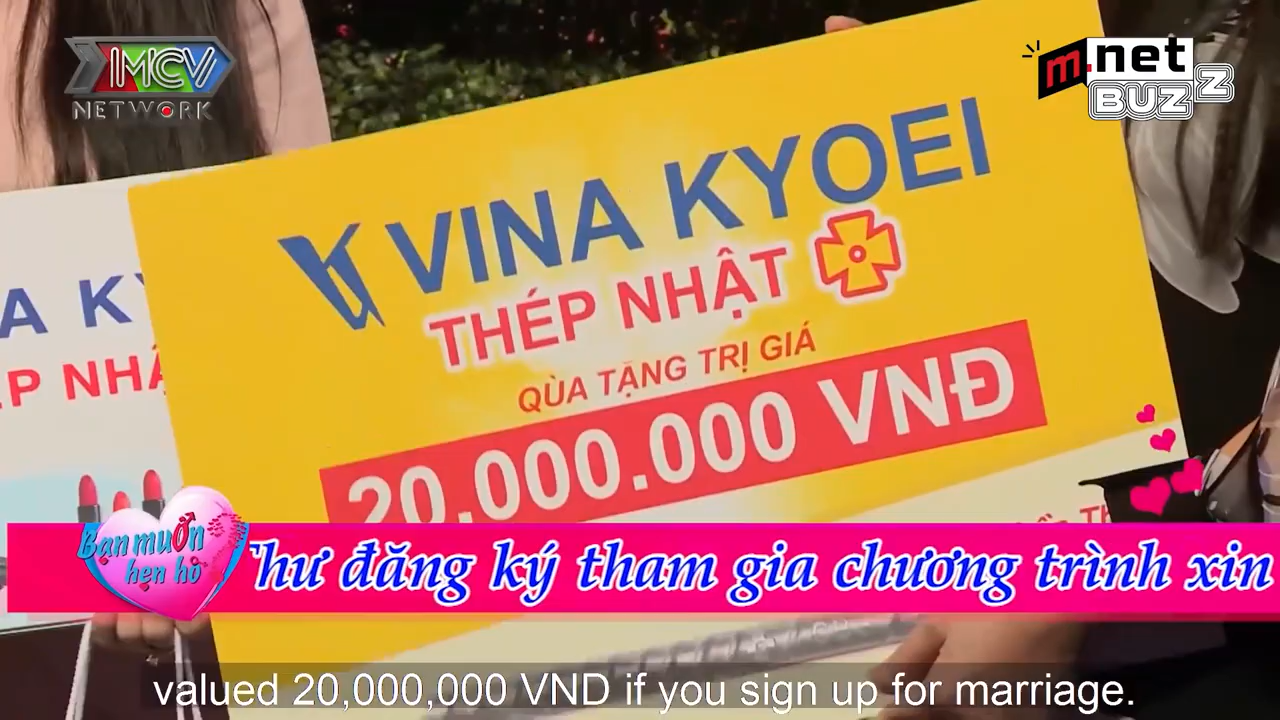 MCV
NETWORK
m.net
BUZZ
VINA KYOEI
THÉP NHẬT
QÙA TẶNG TRỊ GIÁ
20.000.000 VNĐ
A KY
ÉP NHẬ
Bạn muốn
hẹn hò
Thư đăng ký tham gia chương trình xin
valued 20,000,000 VND if you sign up for marriage.